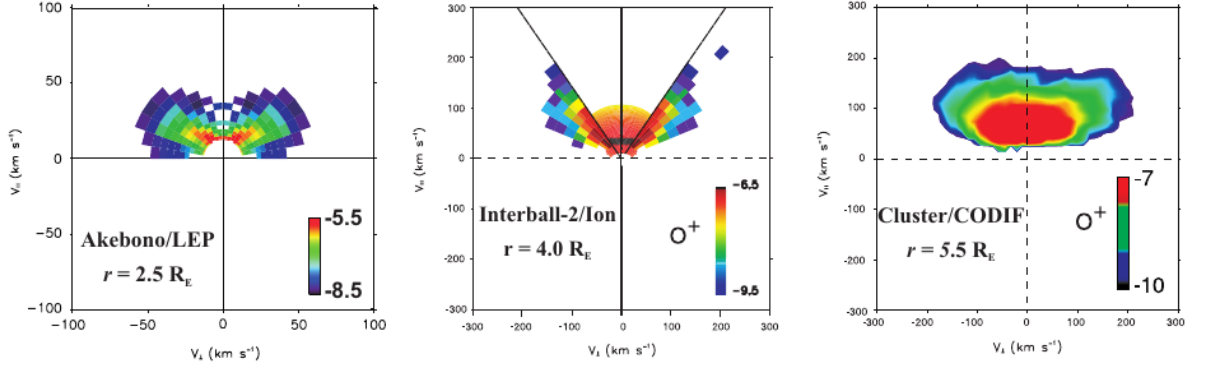 100
50
0
−50
−100
V∥ (km s⁻¹)
Akebono/LEP
r = 2.5 R_E
-5.5
-8.5
−100 −50 0 50 100
V⊥ (km s⁻¹)
300
200
100
0
-100
-200
-300
V∥ (km s⁻¹)
Interball-2/Ion
r = 4.0 R_E
O⁺
−6.5
−9.5
-300 -200 -100 0 100 200 300
V⊥ (km s⁻¹)
300
200
100
0
-100
-200
-300
V∥ (km s⁻¹)
Cluster/CODIF
r = 5.5 R_E
O⁺
-7
-10
-300 -200 -100 0 100 200 300
V⊥ (km s⁻¹)